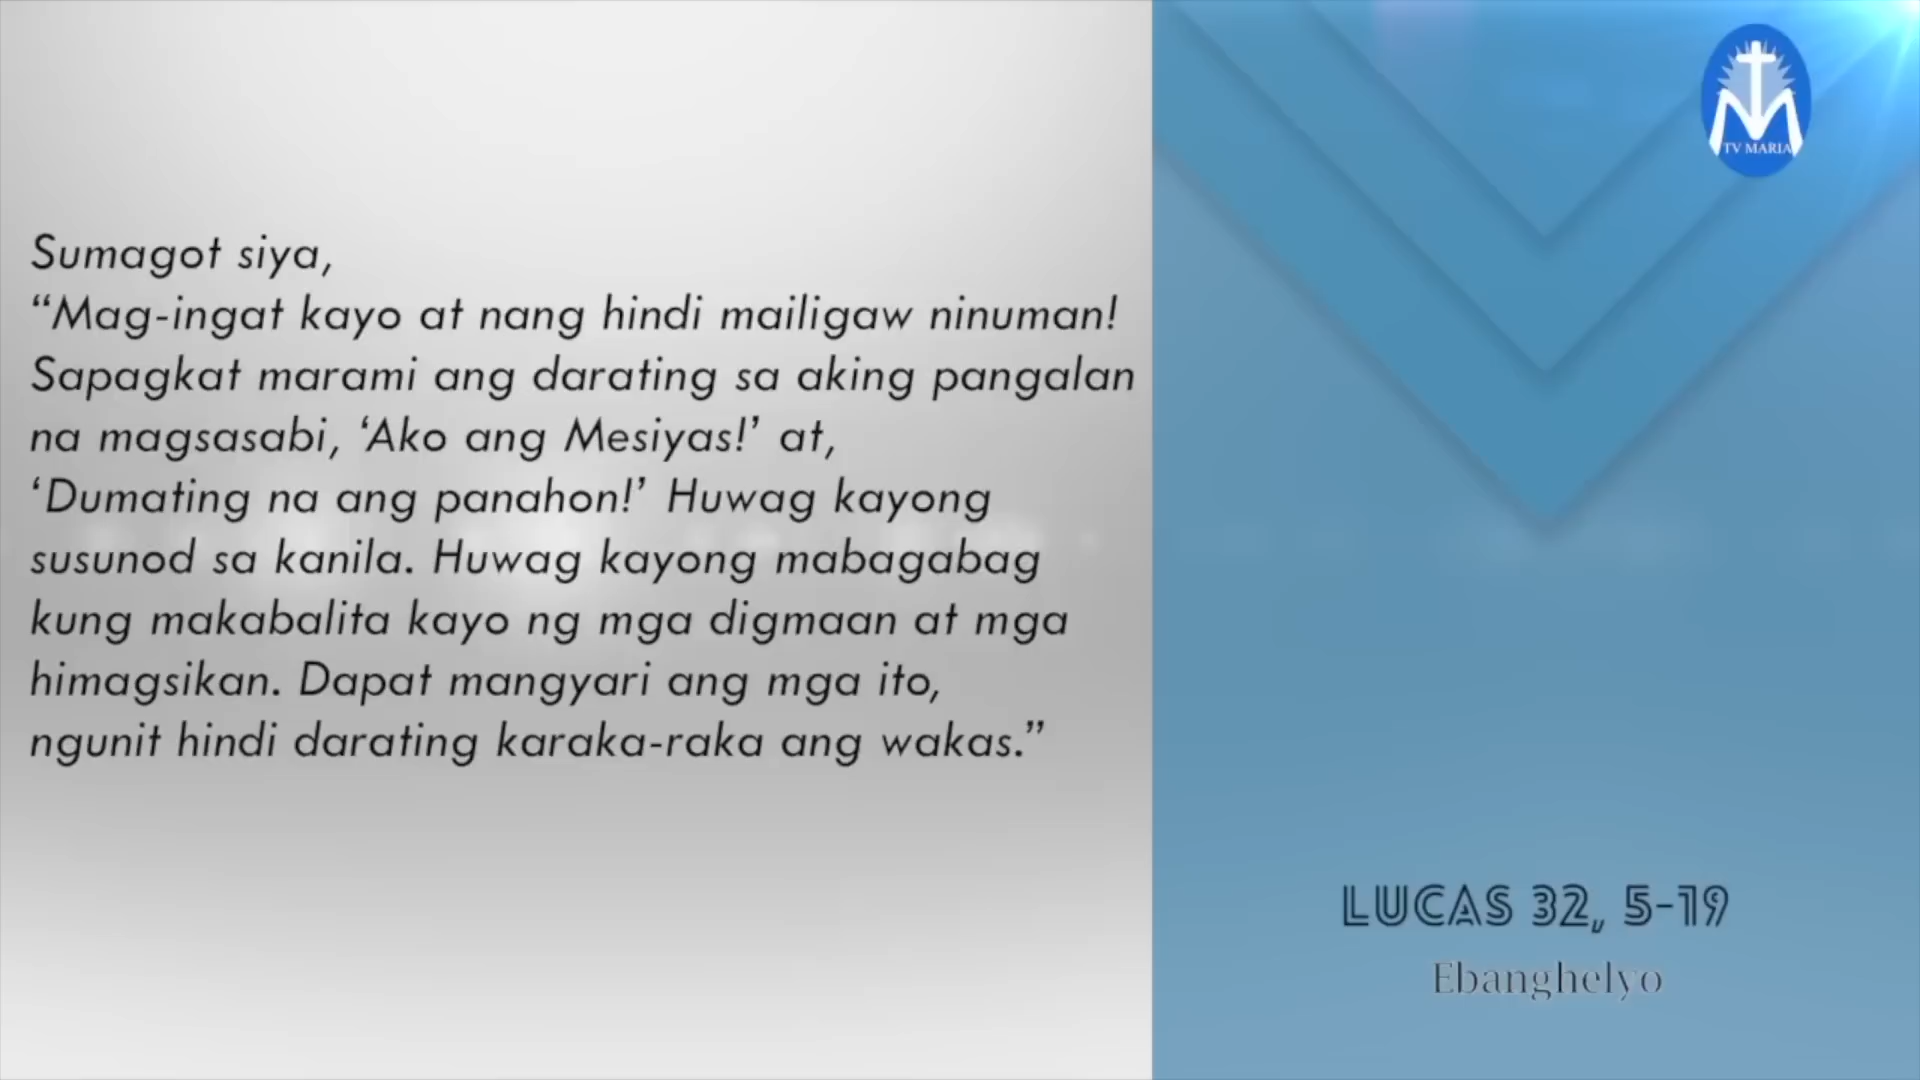 Sumagot siya,
“Mag-ingat kayo at nang hindi mailigaw ninuman!
Sapagkat marami ang darating sa aking pangalan
na magsasabi, ‘Ako ang Mesiyas!’ at,
‘Dumating na ang panahon!’ Huwag kayong
susunod sa kanila. Huwag kayong mabagabag
kung makabalita kayo ng mga digmaan at mga
himagsikan. Dapat mangyari ang mga ito,
ngunit hindi darating karaka-raka ang wakas.”
TV MARIA
LUCAS 32, 5-19
Ebanghelyo